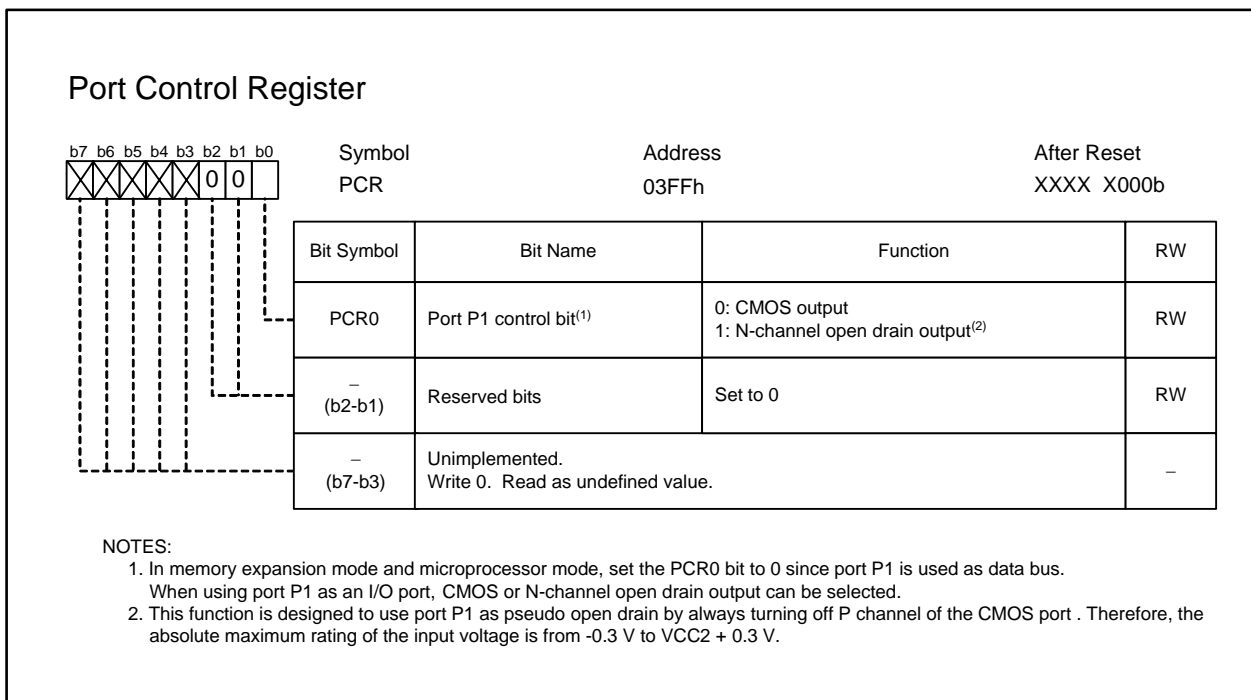 Port Control Register
b7 b6 b5 b4 b3 b2 b1 b0
0 0
Symbol Address After Reset
PCR 03FFh XXXX X000b
Bit Symbol Bit Name Function RW
PCR0 Port P1 control bit(1) 0: CMOS output RW
1: N-channel open drain output(2)
–
(b2-b1) Reserved bits Set to 0 RW
–
(b7-b3) Unimplemented. –
Write 0. Read as undefined value.
NOTES:
1. In memory expansion mode and microprocessor mode, set the PCR0 bit to 0 since port P1 is used as data bus.
When using port P1 as an I/O port, CMOS or N-channel open drain output can be selected.
2. This function is designed to use port P1 as pseudo open drain by always turning off P channel of the CMOS port . Therefore, the
absolute maximum rating of the input voltage is from -0.3 V to VCC2 + 0.3 V.